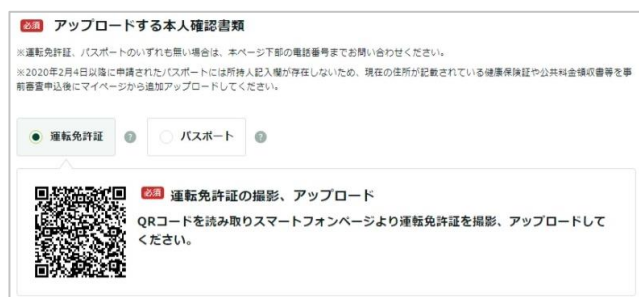 必須 アップロードする本人確認書類
※運転免許証、パスポートのいずれも無い場合は、本ページ下部の電話番号までお問い合わせください。
※2020年2月4日以降に申請されたパスポートには所持人記入欄が存在しないため、現在の住所が記載されている健康保険証や公共料金領収書等を事
前審査申込後にマイページから追加アップロードしてください。
運転免許証 ? パスポート ?
必須 運転免許証の撮影、アップロード
QRコードを読み取りスマートフォンページより運転免許証を撮影、アップロードして
ください。